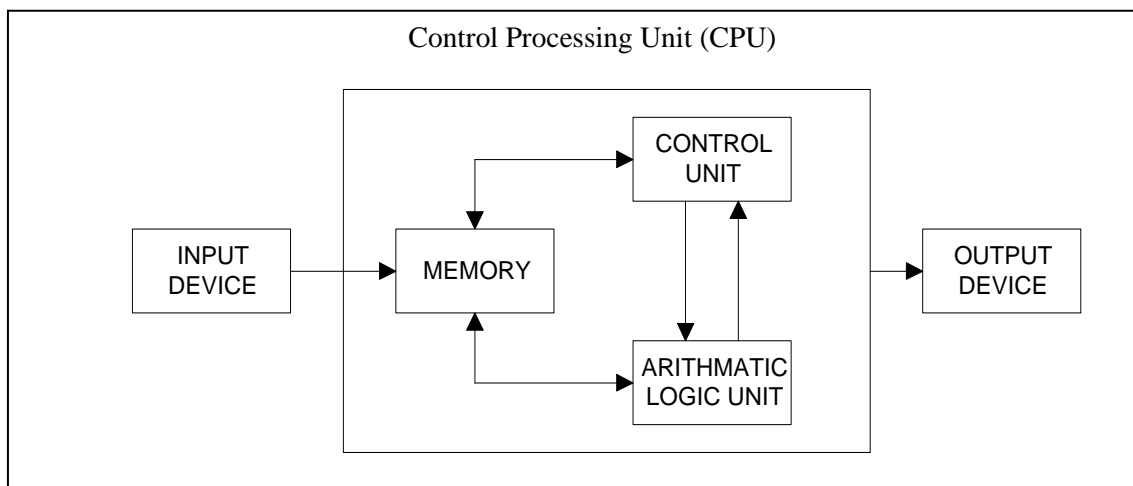 Control Processing Unit (CPU)
CONTROL
UNIT
INPUT
DEVICE
MEMORY
OUTPUT
DEVICE
ARITHMATIC
LOGIC UNIT